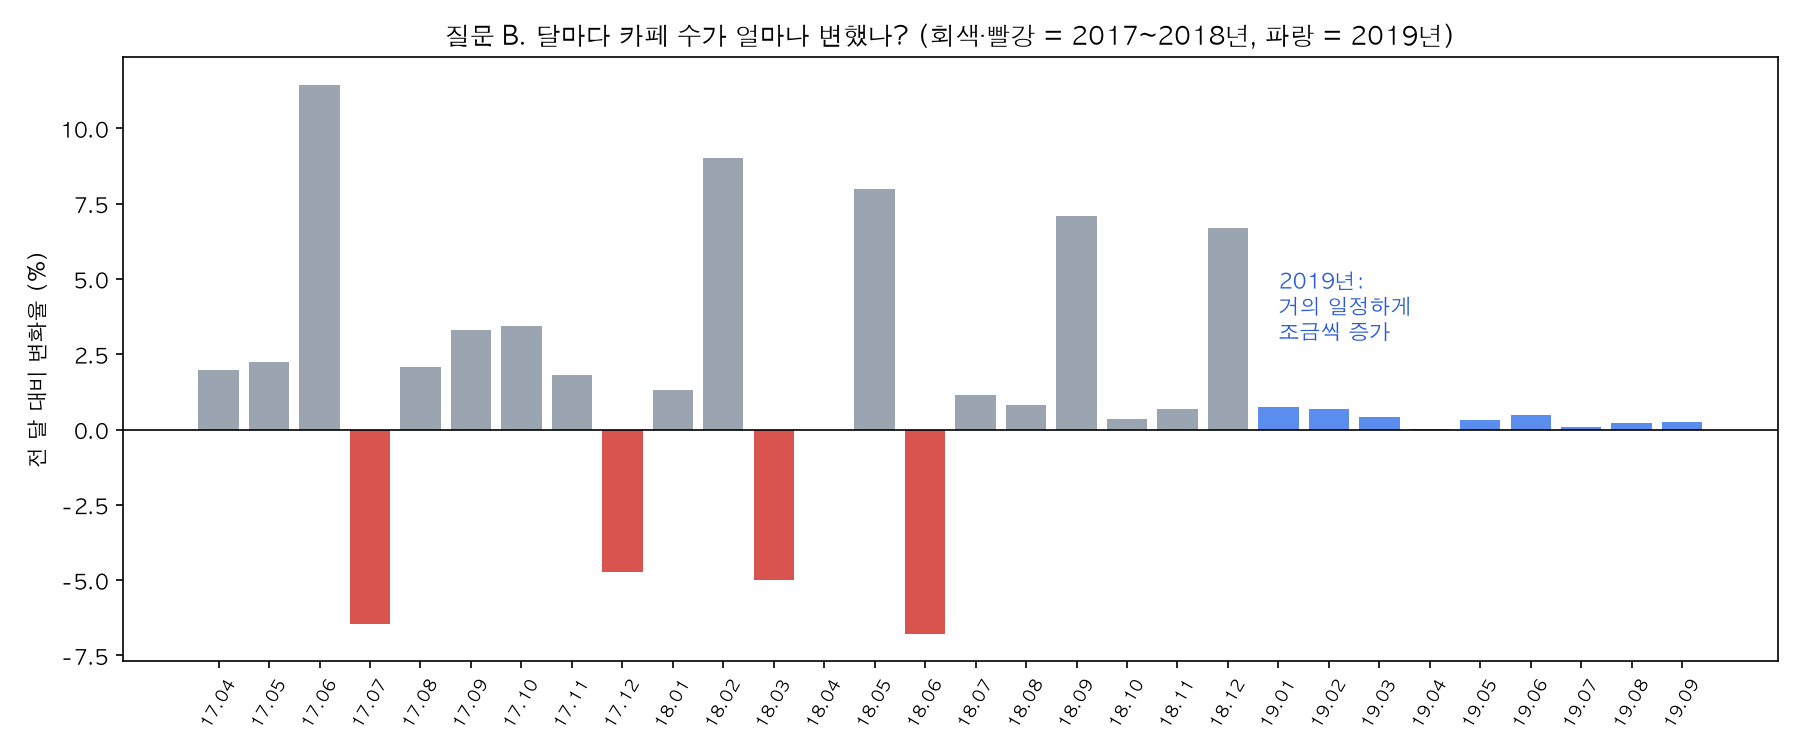 질문 B. 달마다 카페 수가 얼마나 변했나? (회색·빨강 = 2017~2018년, 파랑 = 2019년)
전 달 대비 변화율 (%)
10.0
7.5
5.0
2.5
0.0
-2.5
-5.0
-7.5
2019년:
거의 일정하게
조금씩 증가
17.04 17.05 17.06 17.07 17.08 17.09 17.10 17.11 17.12 18.01 18.02 18.03 18.04 18.05 18.06 18.07 18.08 18.09 18.10 18.11 18.12 19.01 19.02 19.03 19.04 19.05 19.06 19.07 19.08 19.09